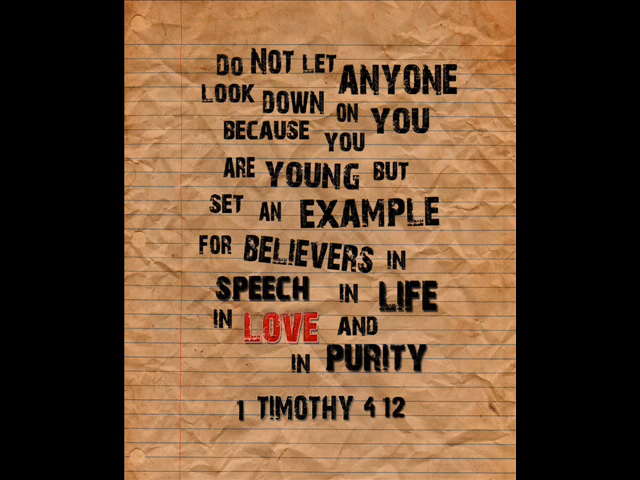 DO NOT LET ANYONE
LOOK DOWN ON YOU
BECAUSE YOU
ARE YOUNG BUT
SET AN EXAMPLE
FOR BELIEVERS IN
SPEECH IN LIFE
IN LOVE AND
IN PURITY
1 TIMOTHY 4 12